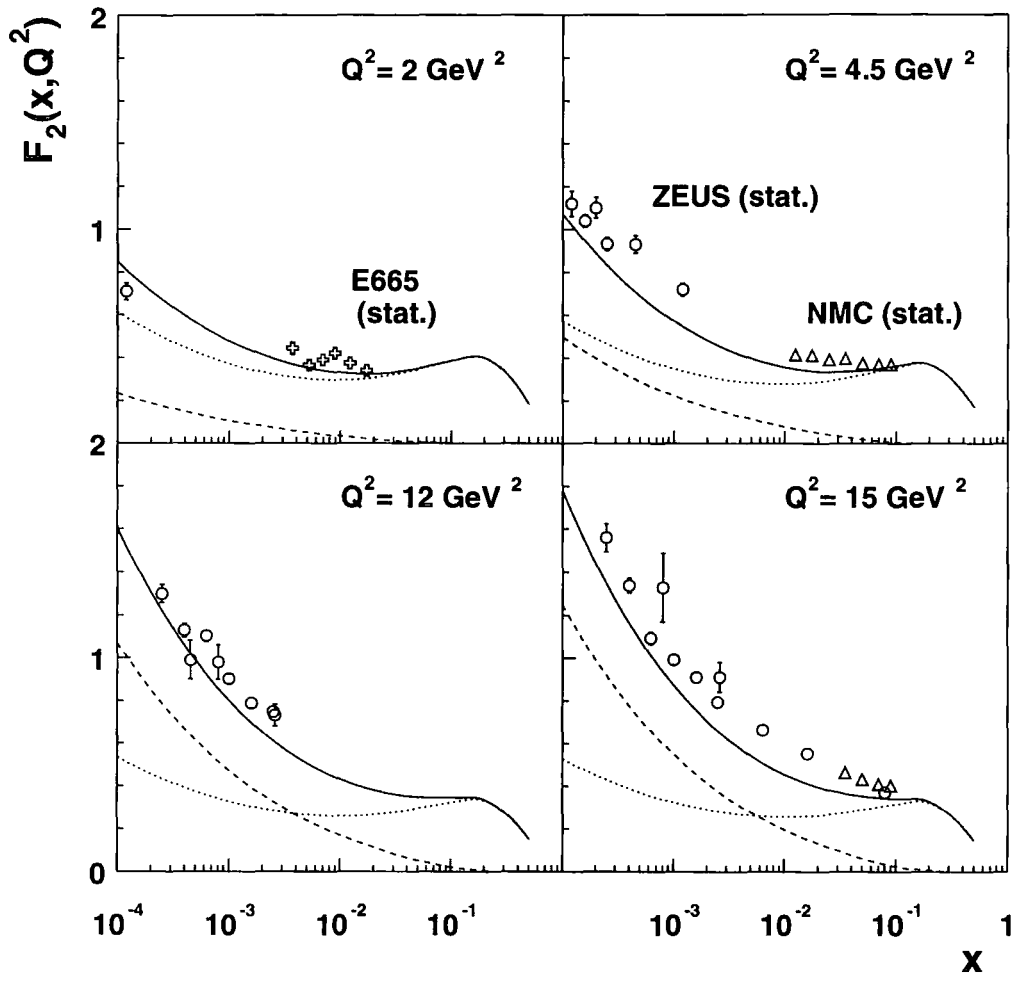 F₂(x,Q²)
2
Q²= 2 GeV ²
Q²= 4.5 GeV ²
ZEUS (stat.)
1
E665
(stat.)
NMC (stat.)
2
Q²= 12 GeV ²
Q²= 15 GeV ²
1
0
10⁻⁴ 10⁻³ 10⁻² 10⁻¹ 10⁻³ 10⁻² 10⁻¹ 1
x